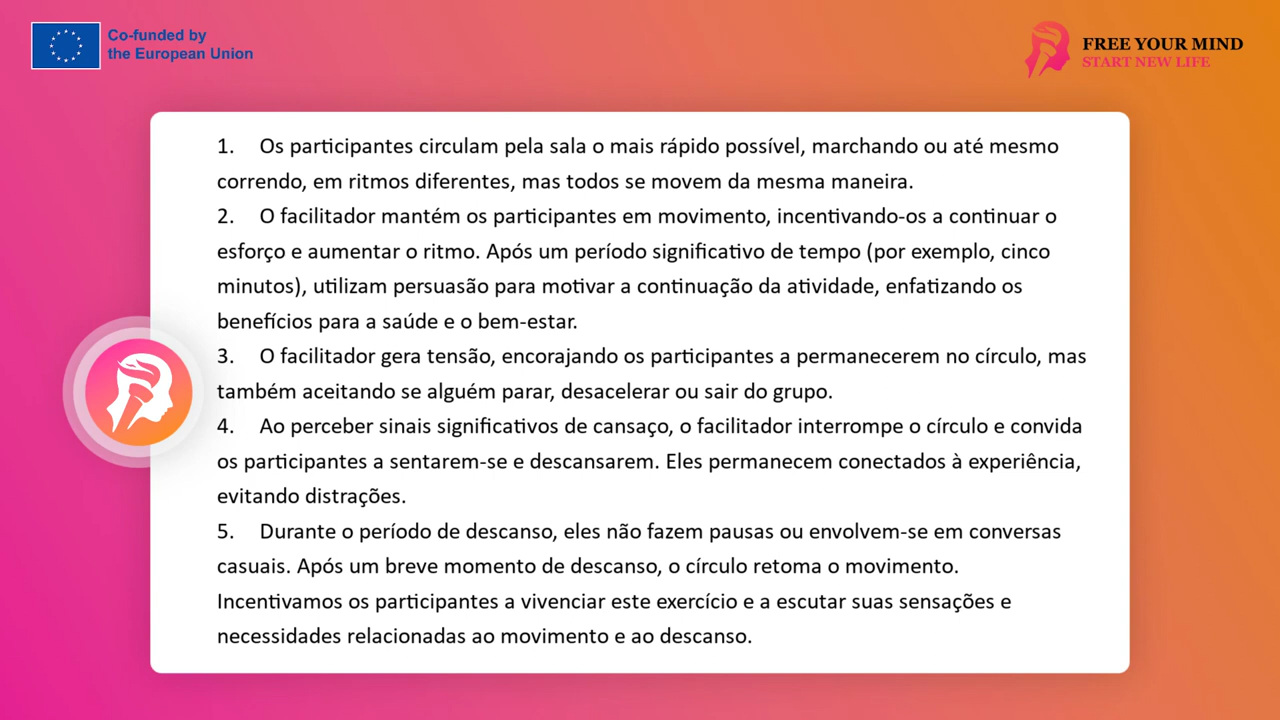 Co-funded by
the European Union
FREE YOUR MIND
START NEW LIFE
1. Os participantes circulam pela sala o mais rápido possível, marchando ou até mesmo
correndo, em ritmos diferentes, mas todos se movem da mesma maneira.
2. O facilitador mantém os participantes em movimento, incentivando-os a continuar o
esforço e aumentar o ritmo. Após um período significativo de tempo (por exemplo, cinco
minutos), utilizam persuasão para motivar a continuação da atividade, enfatizando os
benefícios para a saúde e o bem-estar.
3. O facilitador gera tensão, encorajando os participantes a permanecerem no círculo, mas
também aceitando se alguém parar, desacelerar ou sair do grupo.
4. Ao perceber sinais significativos de cansaço, o facilitador interrompe o círculo e convida
os participantes a sentarem-se e descansarem. Eles permanecem conectados à experiência,
evitando distrações.
5. Durante o período de descanso, eles não fazem pausas ou envolvem-se em conversas
casuais. Após um breve momento de descanso, o círculo retoma o movimento.
Incentivamos os participantes a vivenciar este exercício e a escutar suas sensações e
necessidades relacionadas ao movimento e ao descanso.